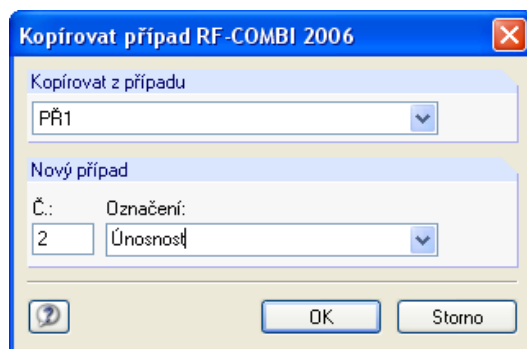 Kopírovat případ RF-COMBI 2006
Kopírovat z případu
PŘ1
Nový případ
Č.: Označení:
2 Únosnost
OK Storno